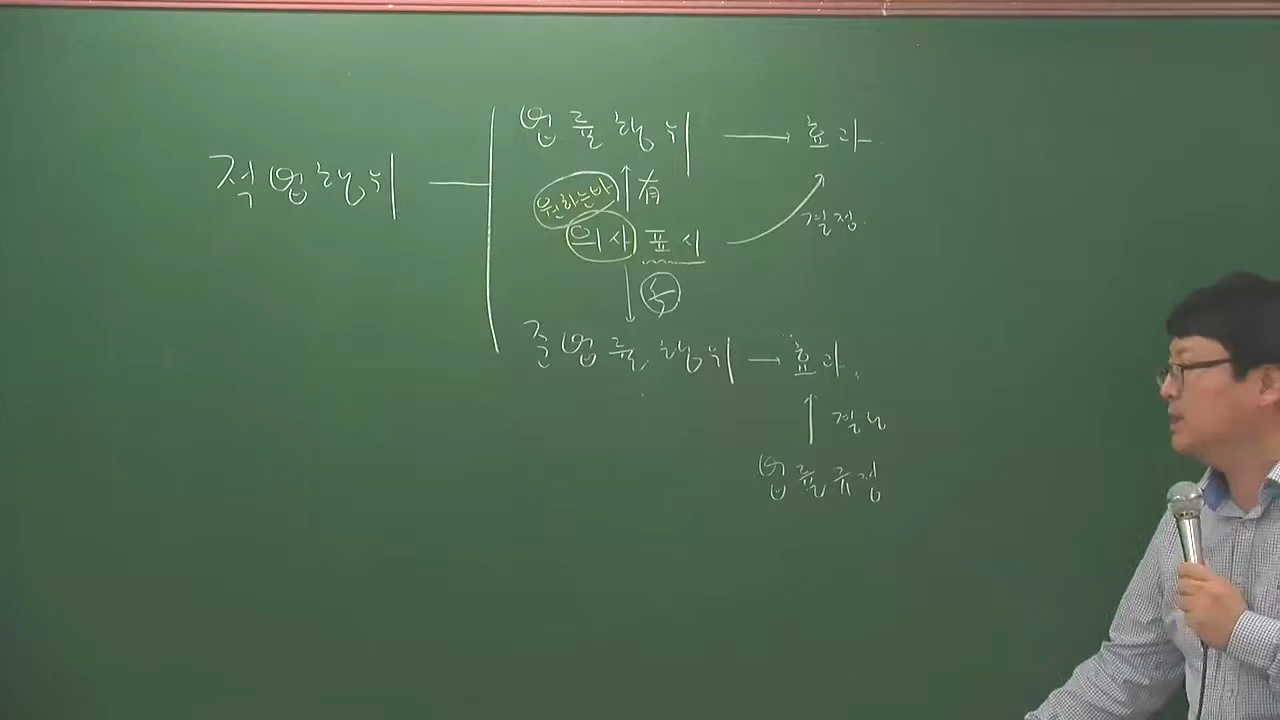 적법행위
법률행위 → 효과
원하는바
有
의사표시
결정
준법률행위 → 효과
결정
법률규정